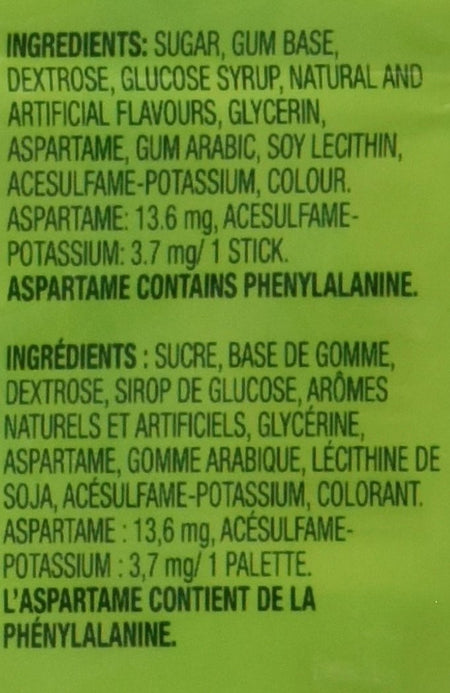 INGREDIENTS: SUGAR, GUM BASE,
DEXTROSE, GLUCOSE SYRUP, NATURAL AND
ARTIFICIAL FLAVOURS, GLYCERIN,
ASPARTAME, GUM ARABIC, SOY LECITHIN,
ACESULFAME-POTASSIUM, COLOUR.
ASPARTAME: 13.6 mg, ACESULFAME-
POTASSIUM: 3.7 mg/ 1 STICK.
ASPARTAME CONTAINS PHENYLALANINE.
INGRÉDIENTS : SUCRE, BASE DE GOMME,
DEXTROSE, SIROP DE GLUCOSE, ARÔMES
NATURELS ET ARTIFICIELS, GLYCÉRINE,
ASPARTAME, GOMME ARABIQUE, LÉCITHINE DE
SOJA, ACÉSULFAME-POTASSIUM, COLORANT.
ASPARTAME : 13,6 mg, ACÉSULFAME-
POTASSIUM : 3,7 mg/ 1 PALETTE.
L'ASPARTAME CONTIENT DE LA
PHÉNYLALANINE.